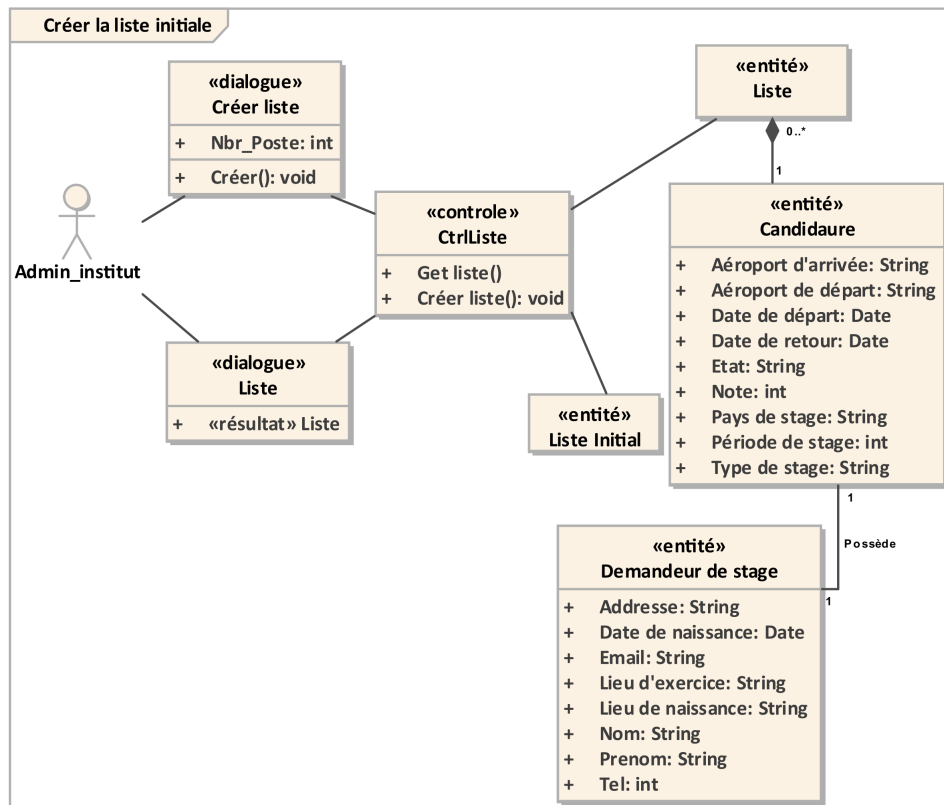 Créer la liste initiale
«dialogue»
Créer liste
+ Nbr_Poste: int
+ Créer(): void
Admin_institut
«dialogue»
Liste
+ «résultat» Liste
«controle»
CtrlListe
+ Get liste()
+ Créer liste(): void
«entité»
Liste
0..*
1
«entité»
Liste Initial
«entité»
Candidaure
+ Aéroport d'arrivée: String
+ Aéroport de départ: String
+ Date de départ: Date
+ Date de retour: Date
+ Etat: String
+ Note: int
+ Pays de stage: String
+ Période de stage: int
+ Type de stage: String
1
Possède
1
«entité»
Demandeur de stage
+ Addresse: String
+ Date de naissance: Date
+ Email: String
+ Lieu d'exercice: String
+ Lieu de naissance: String
+ Nom: String
+ Prenom: String
+ Tel: int